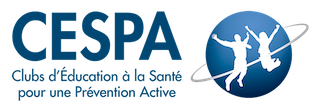 CESPA
Clubs d'Éducation à la Santé
pour une Prévention Active